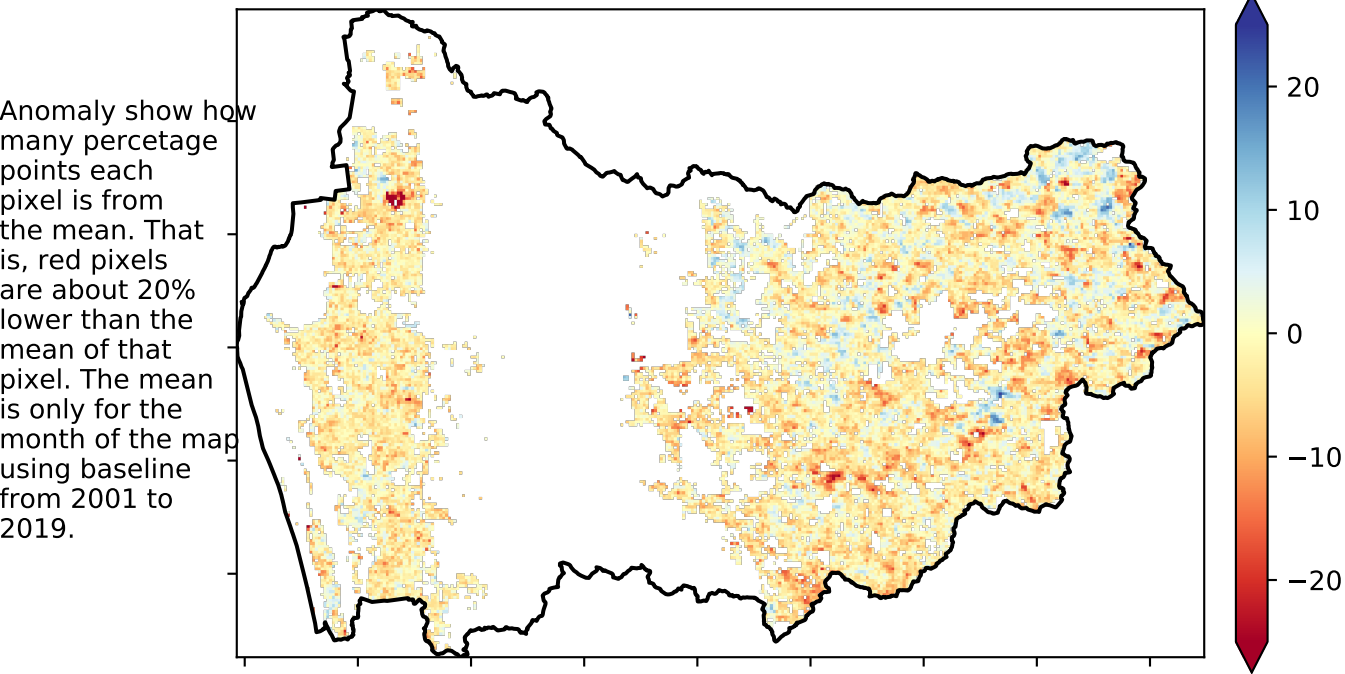 Anomaly show how
many percetage
points each
pixel is from
the mean. That
is, red pixels
are about 20%
lower than the
mean of that
pixel. The mean
is only for the
month of the map
using baseline
from 2001 to
2019.
20
10
0
−10
−20